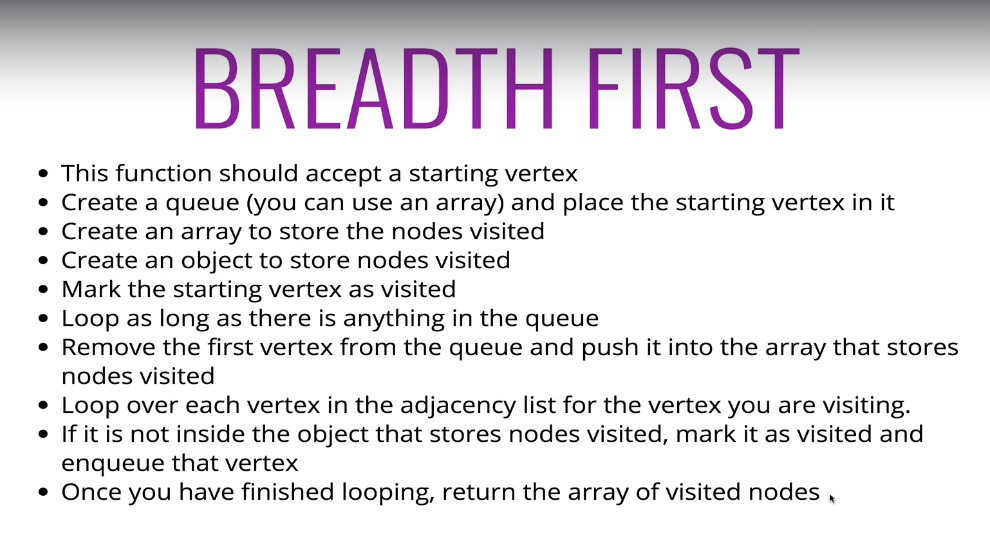 BREADTH FIRST
• This function should accept a starting vertex
• Create a queue (you can use an array) and place the starting vertex in it
• Create an array to store the nodes visited
• Create an object to store nodes visited
• Mark the starting vertex as visited
• Loop as long as there is anything in the queue
• Remove the first vertex from the queue and push it into the array that stores
nodes visited
• Loop over each vertex in the adjacency list for the vertex you are visiting.
• If it is not inside the object that stores nodes visited, mark it as visited and
enqueue that vertex
• Once you have finished looping, return the array of visited nodes